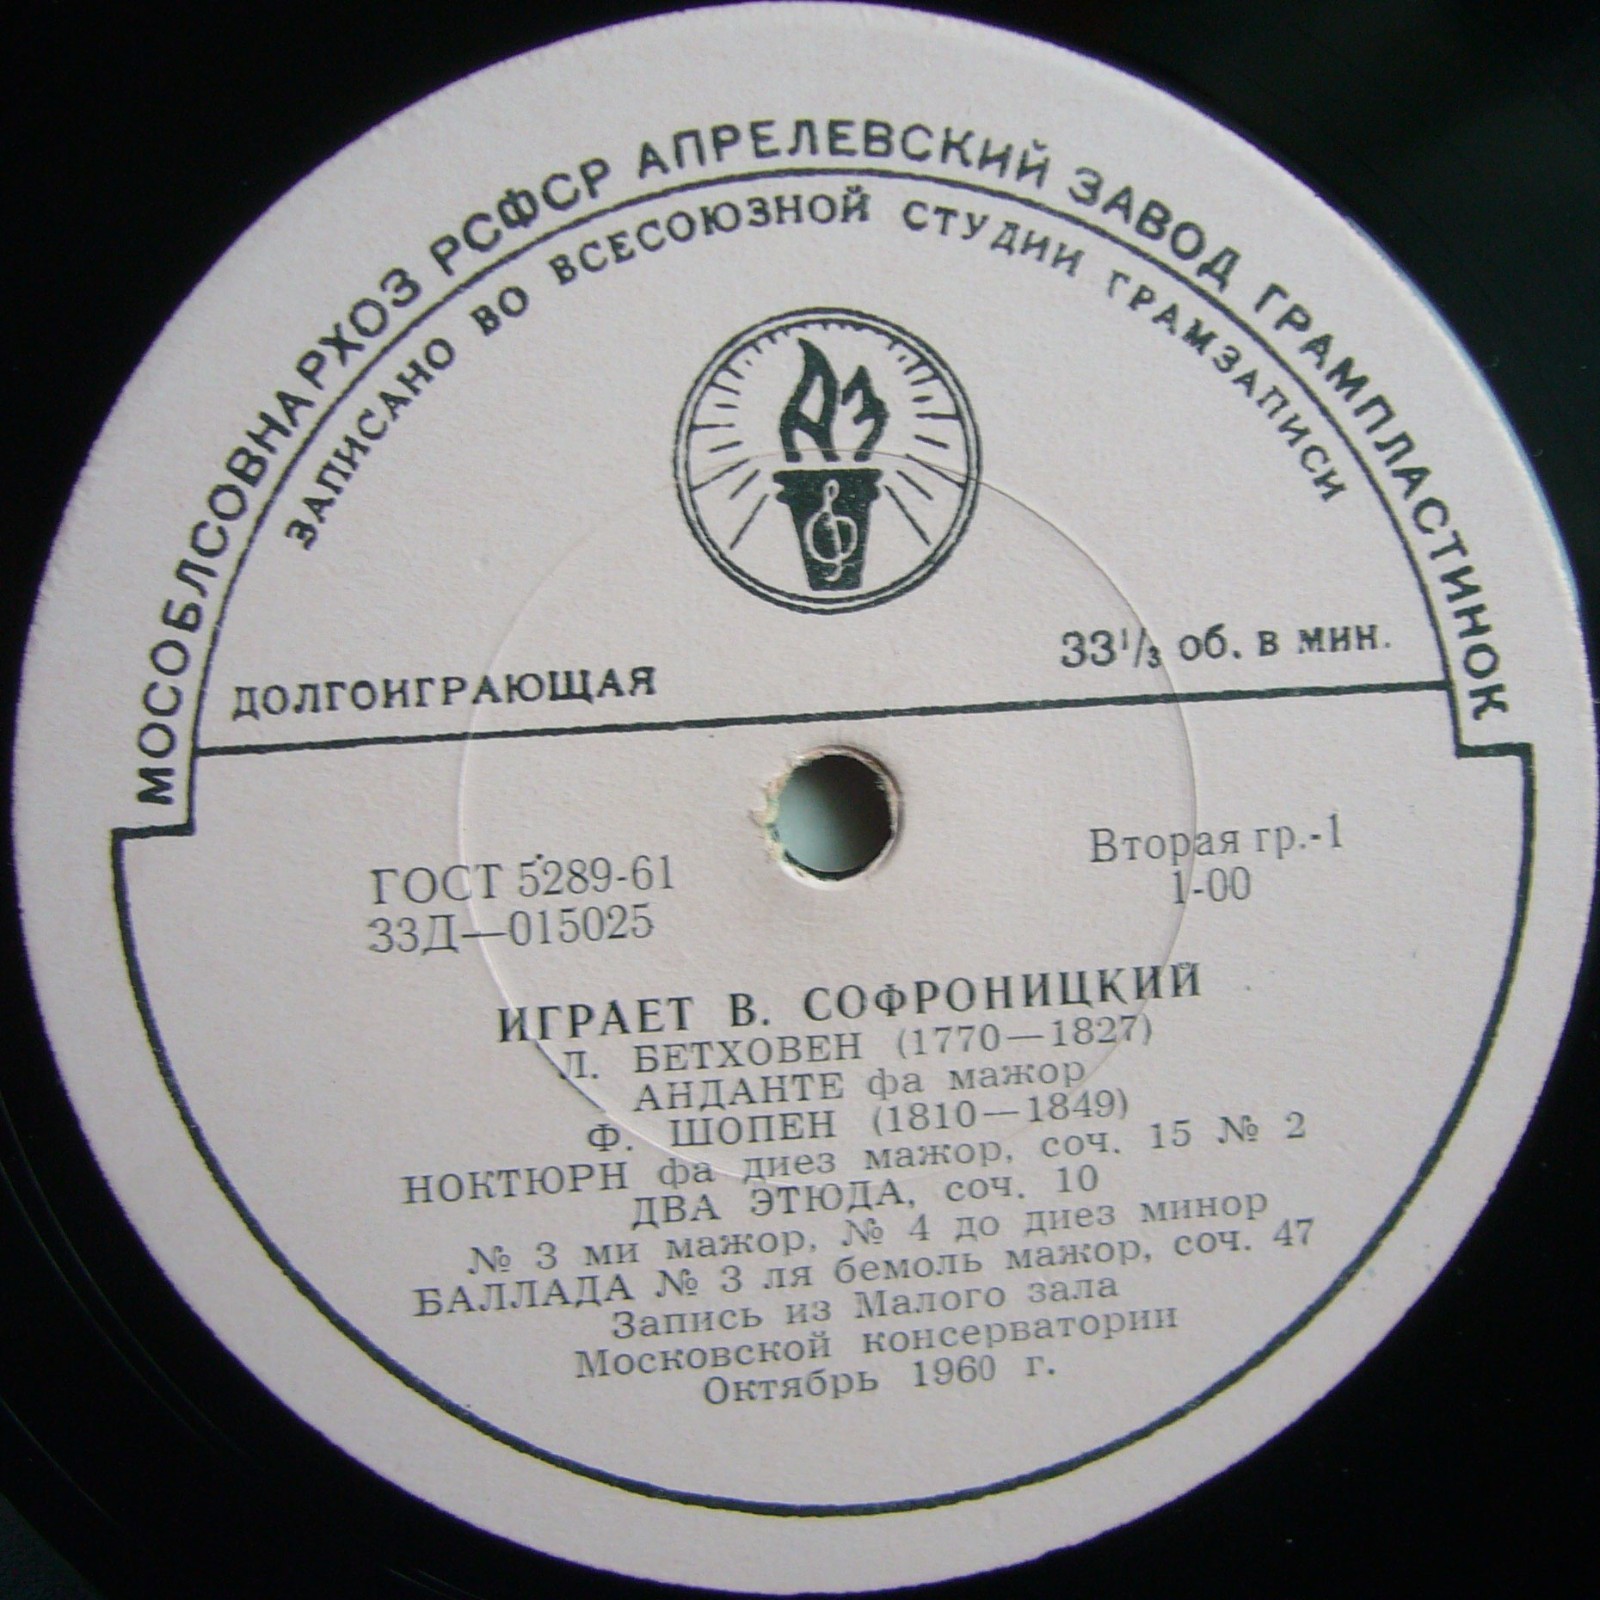 МОСОБЛСОВНАРХОЗ РСФСР АПРЕЛЕВСКИЙ ЗАВОД ГРАМПЛАСТИНОК
ЗАПИСАНО ВО ВСЕСОЮЗНОЙ СТУДИИ ГРАМЗАПИСИ
АЗ
ДОЛГОИГРАЮЩАЯ
33⅓ об. в мин.
ГОСТ 5289-61
33Д—015025
Вторая гр.-1
1-00
ИГРАЕТ В. СОФРОНИЦКИЙ
Л. БЕТХОВЕН (1770—1827)
АНДАНТЕ фа мажор
Ф. ШОПЕН (1810—1849)
НОКТЮРН фа диез мажор, соч. 15 № 2
ДВА ЭТЮДА, соч. 10
№ 3 ми мажор, № 4 до диез минор
БАЛЛАДА № 3 ля бемоль мажор, соч. 47
Запись из Малого зала
Московской консерватории
Октябрь 1960 г.